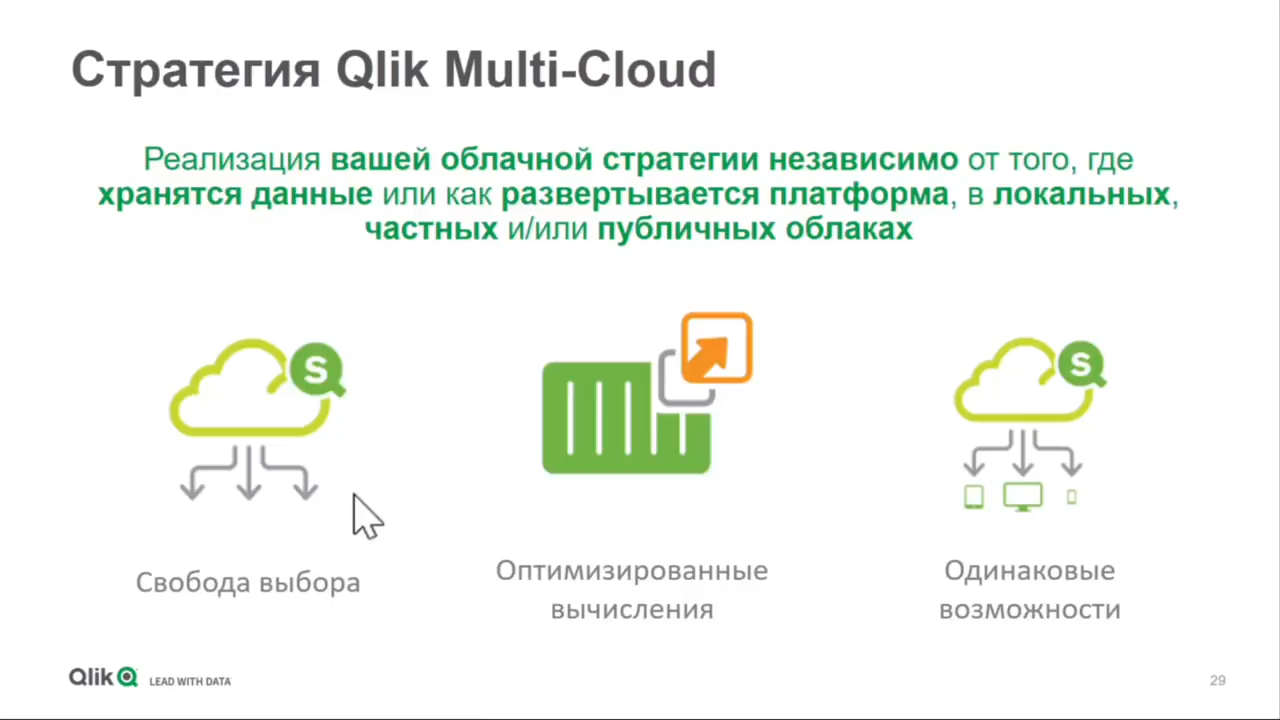 Стратегия Qlik Multi-Cloud
Реализация вашей облачной стратегии независимо от того, где
хранятся данные или как развертывается платформа, в локальных,
частных и/или публичных облаках
S
S
Свобода выбора
Оптимизированные
вычисления
Одинаковые
возможности
Qlik LEAD WITH DATA
29